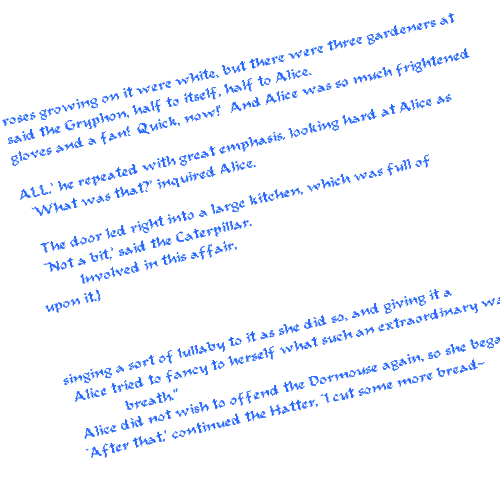 roses growing on it were white, but there were three gardeners at
said the Gryphon, half to itself, half to Alice.
gloves and a fan!  Quick, now!'  And Alice was so much frightened
ALL,' he repeated with great emphasis, looking hard at Alice as
`What was that?' inquired Alice.
The door led right into a large kitchen, which was full of
`Not a bit,' said the Caterpillar.
Involved in this affair,
upon it.)
singing a sort of lullaby to it as she did so, and giving it a
Alice tried to fancy to herself what such an extraordinary
breath."
Alice did not wish to offend the Dormouse again, so she
`After that,' continued the Hatter, `I cut some more bread-